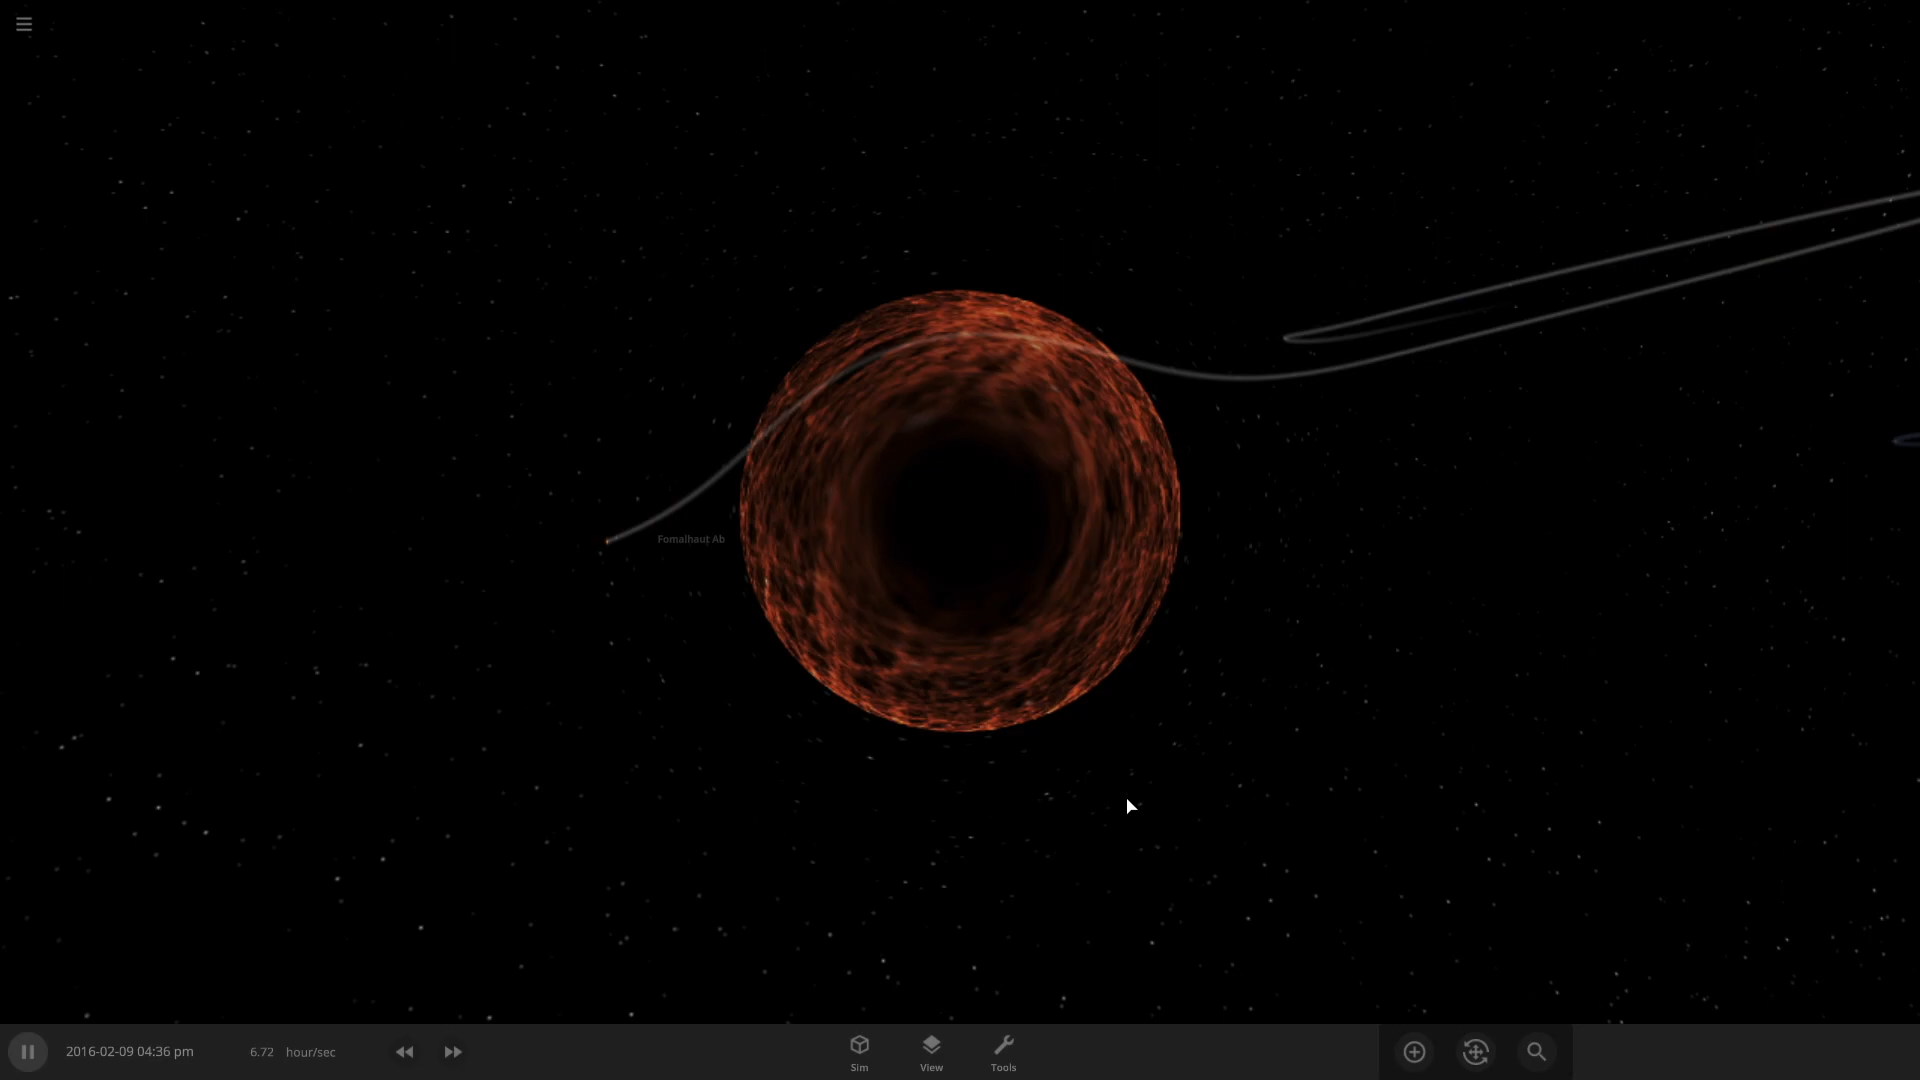 Fomalhaut Ab
2016-02-09 04:36 pm
6.72 hour/sec
Sim
View
Tools